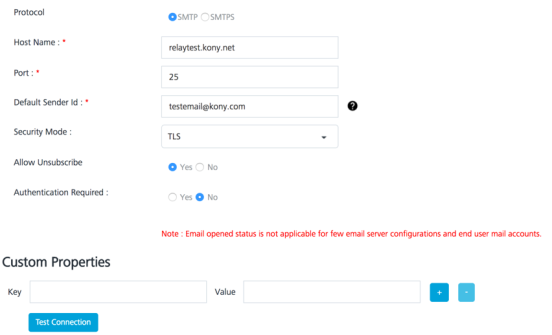 Protocol SMTP SMTPS
Host Name : * relaytest.kony.net
Port : * 25
Default Sender Id : * testemail@kony.com ?
Security Mode : TLS
Allow Unsubscribe Yes No
Authentication Required : Yes No
Note : Email opened status is not applicable for few email server configurations and end user mail accounts.
Custom Properties
Key Value + -
Test Connection